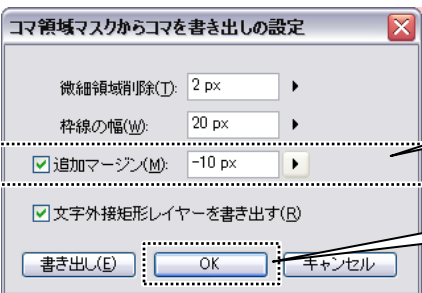 コマ領域マスクからコマを書き出しの設定
微細領域削除(T): 2 px
枠線の幅(W): 20 px
追加マージン(M): -10 px
文字外接矩形レイヤーを書き出す(R)
書き出し(E) OK キャンセル